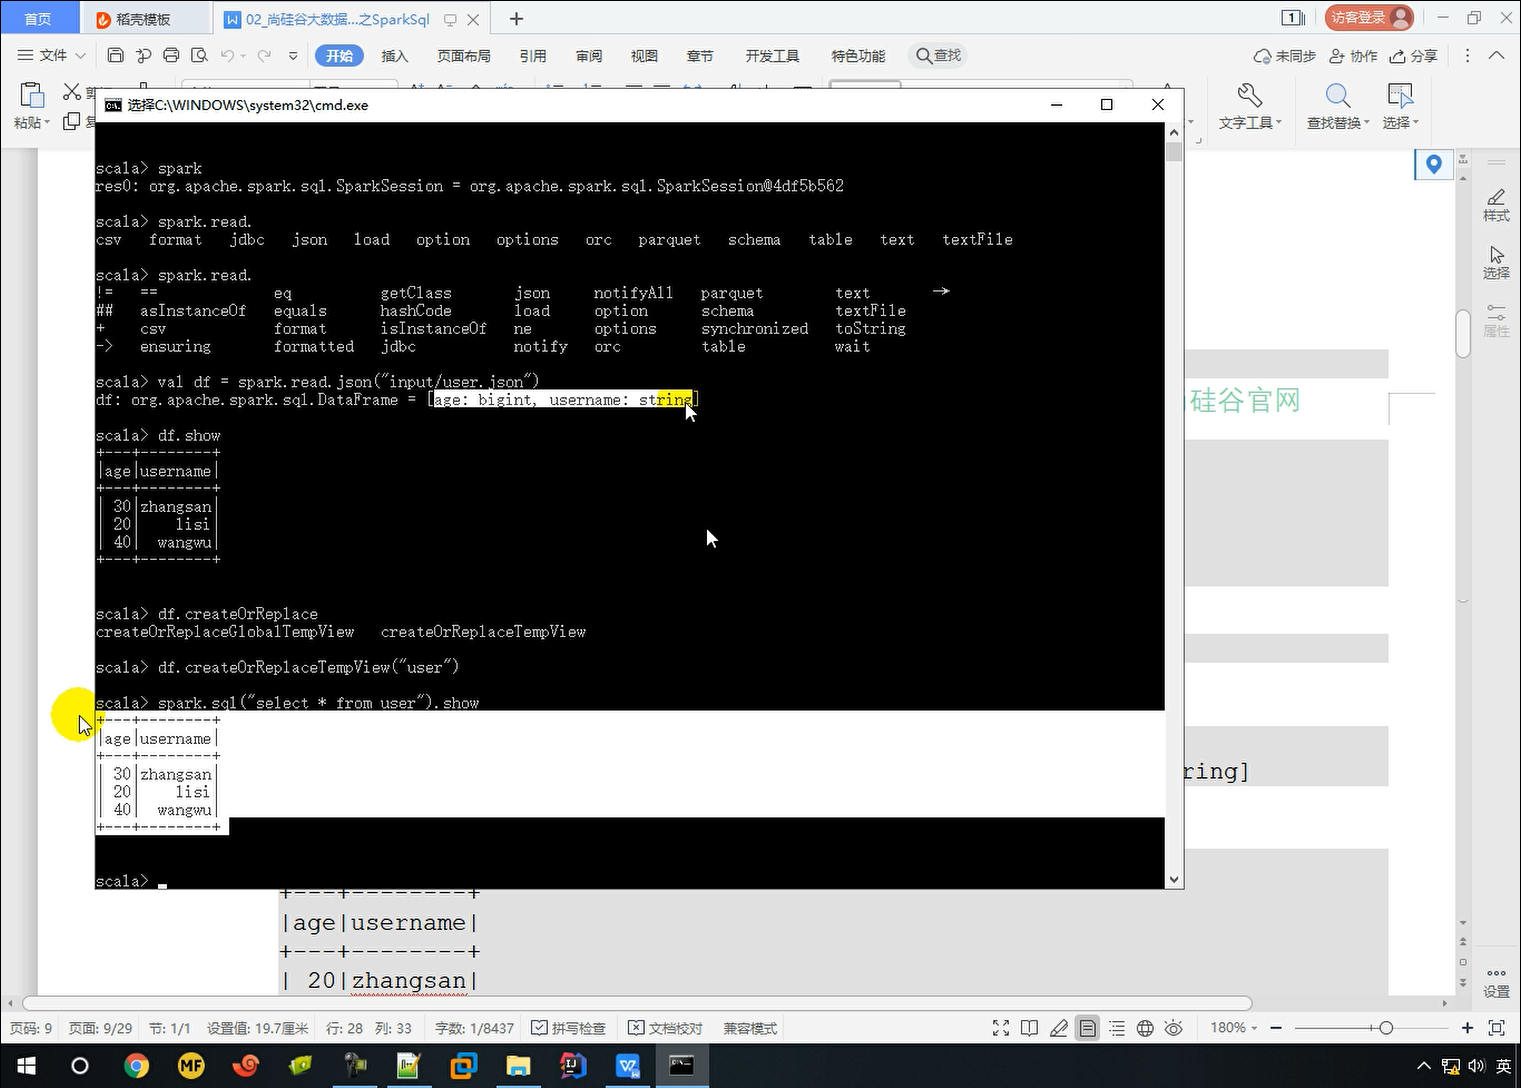 首页
稻壳模板
02_尚硅谷大数据...之SparkSql
1
访客登录
文件
开始
插入
页面布局
引用
审阅
视图
章节
开发工具
特色功能
查找
未同步
协作
分享
粘贴
文字工具
查找替换
选择
选择C:\WINDOWS\system32\cmd.exe
scala> spark
res0: org.apache.spark.sql.SparkSession = org.apache.spark.sql.SparkSession@4df5b562
scala> spark.read.
csv format jdbc json load option options orc parquet schema table text textFile
scala> spark.read.
!= == eq getClass json notifyAll parquet text →
## asInstanceOf equals hashCode load option schema textFile
+ csv format isInstanceOf ne options synchronized toString
-> ensuring formatted jdbc notify orc table wait
scala> val df = spark.read.json("input/user.json")
df: org.apache.spark.sql.DataFrame = [age: bigint, username: string]
scala> df.show
+---+--------+
|age|username|
+---+--------+
| 30|zhangsan|
| 20| lisi|
| 40| wangwu|
+---+--------+
scala> df.createOrReplace
createOrReplaceGlobalTempView createOrReplaceTempView
scala> df.createOrReplaceTempView("user")
scala> spark.sql("select * from user").show
+---+--------+
|age|username|
+---+--------+
| 30|zhangsan|
| 20| lisi|
| 40| wangwu|
+---+--------+
scala>
硅谷官网
ring]
+---+--------+
|age|username|
+---+--------+
| 20|zhangsan|
样式
选择
属性
设置
页码: 9 页面: 9/29 节: 1/1 设置值: 19.7厘米 行: 28 列: 33 字数: 1/8437 拼写检查 文档校对 兼容模式 180%
MF
英